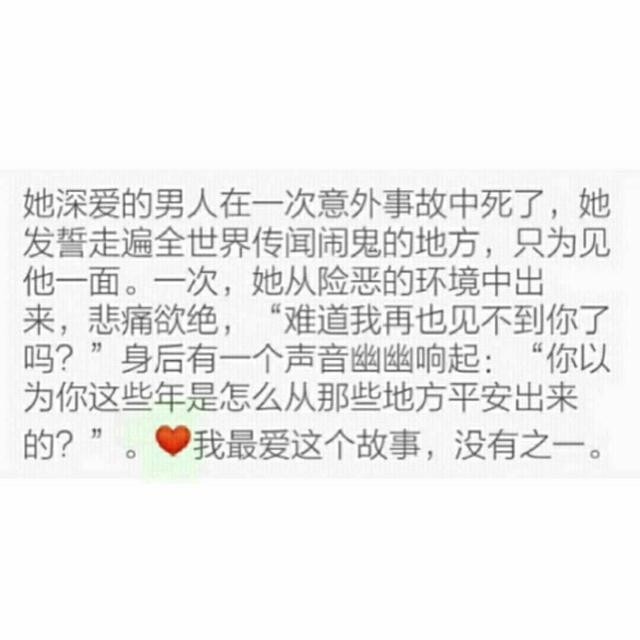 她深爱的男人在一次意外事故中死了，她
发誓走遍全世界传闻闹鬼的地方，只为见
他一面。一次，她从险恶的环境中出
来，悲痛欲绝，“难道我再也见不到你了
吗？”身后有一个声音幽幽响起：“你以
为你这些年是怎么从那些地方平安出来
的？”。❤️我最爱这个故事，没有之一。